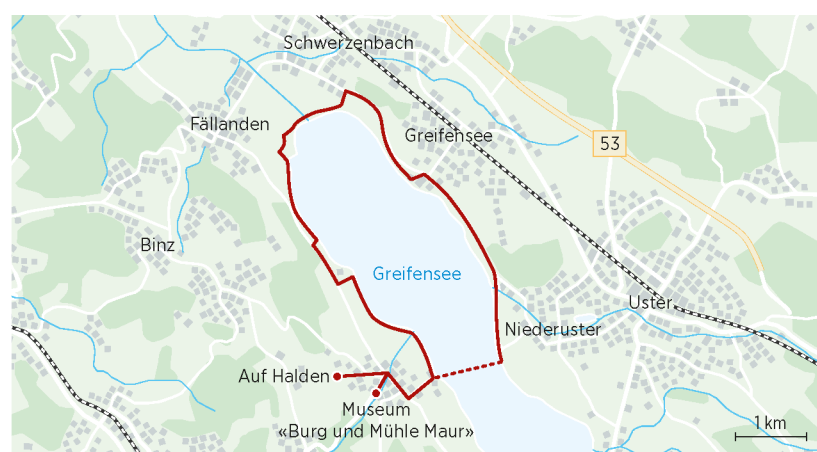 Schwerzenbach
Fällanden
Greifensee
53
Binz
Greifensee
Uster
Niederuster
Auf Halden
Museum
«Burg und Mühle Maur»
1 km